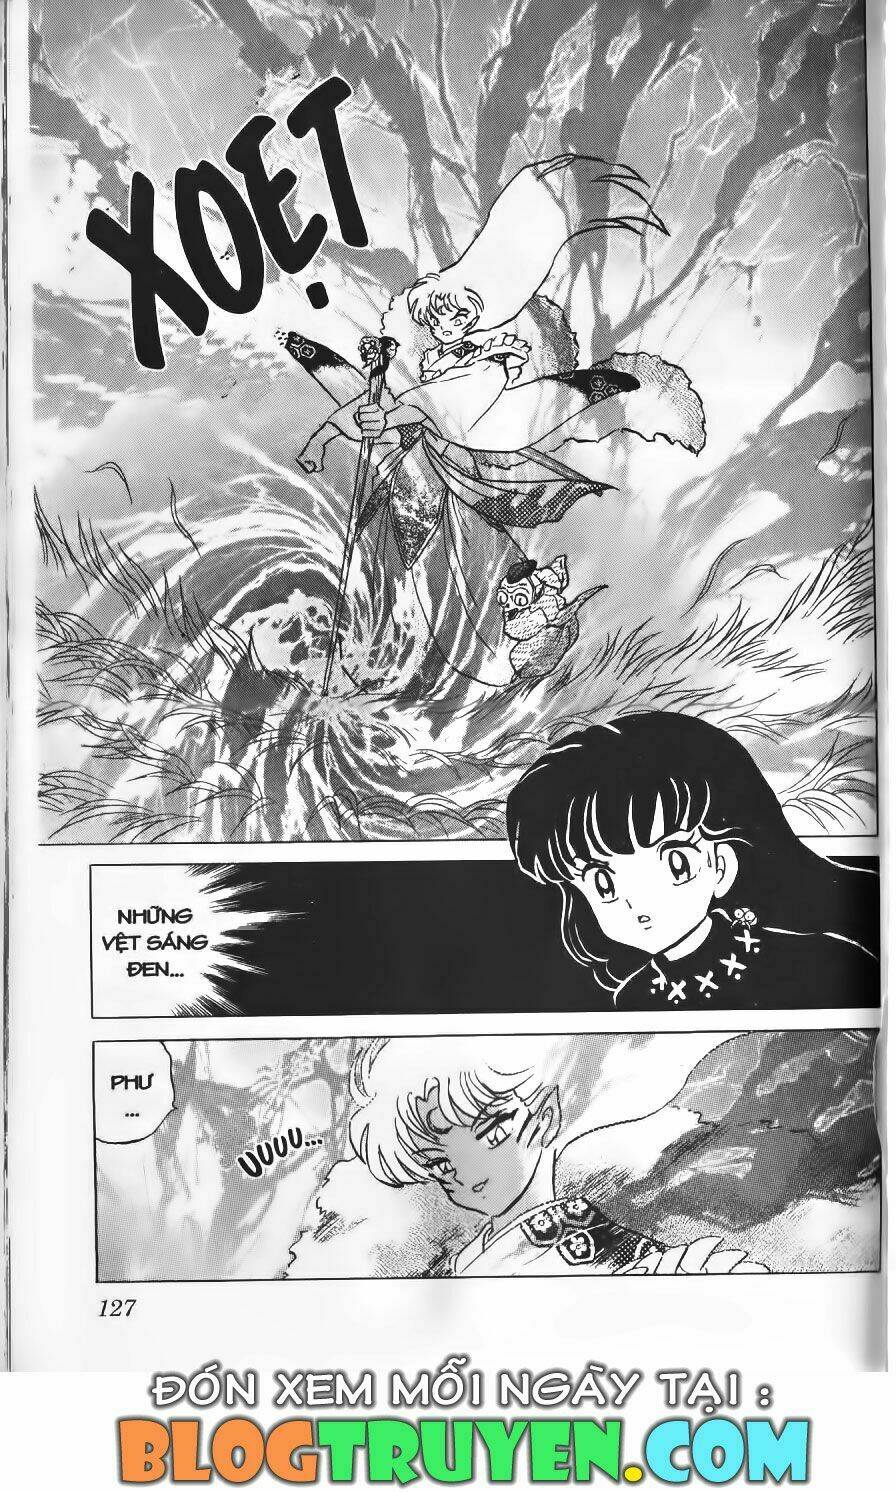 XOẸT
NHỮNG
VỆT SÁNG
ĐEN...
PHƯ
...
UUUU...
127
ĐÓN XEM MỖI NGÀY TẠI :
BLOGTRUYEN.COM